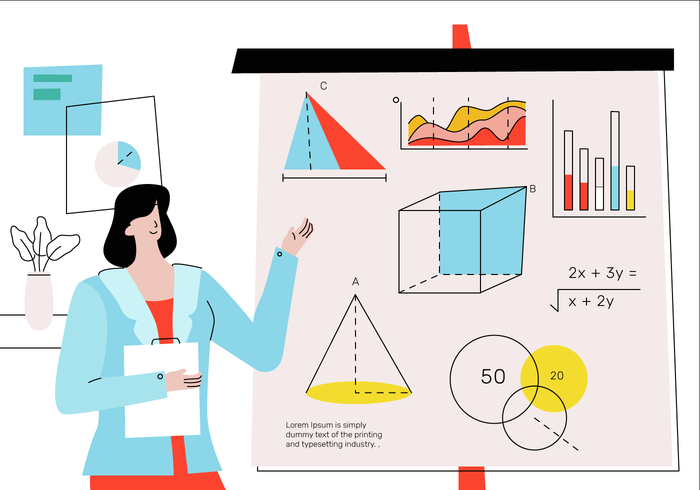 C
B
2x + 3y =
x + 2y
A
50
20
Lorem Ipsum is simply
dummy text of the printing
and typesetting industry. .